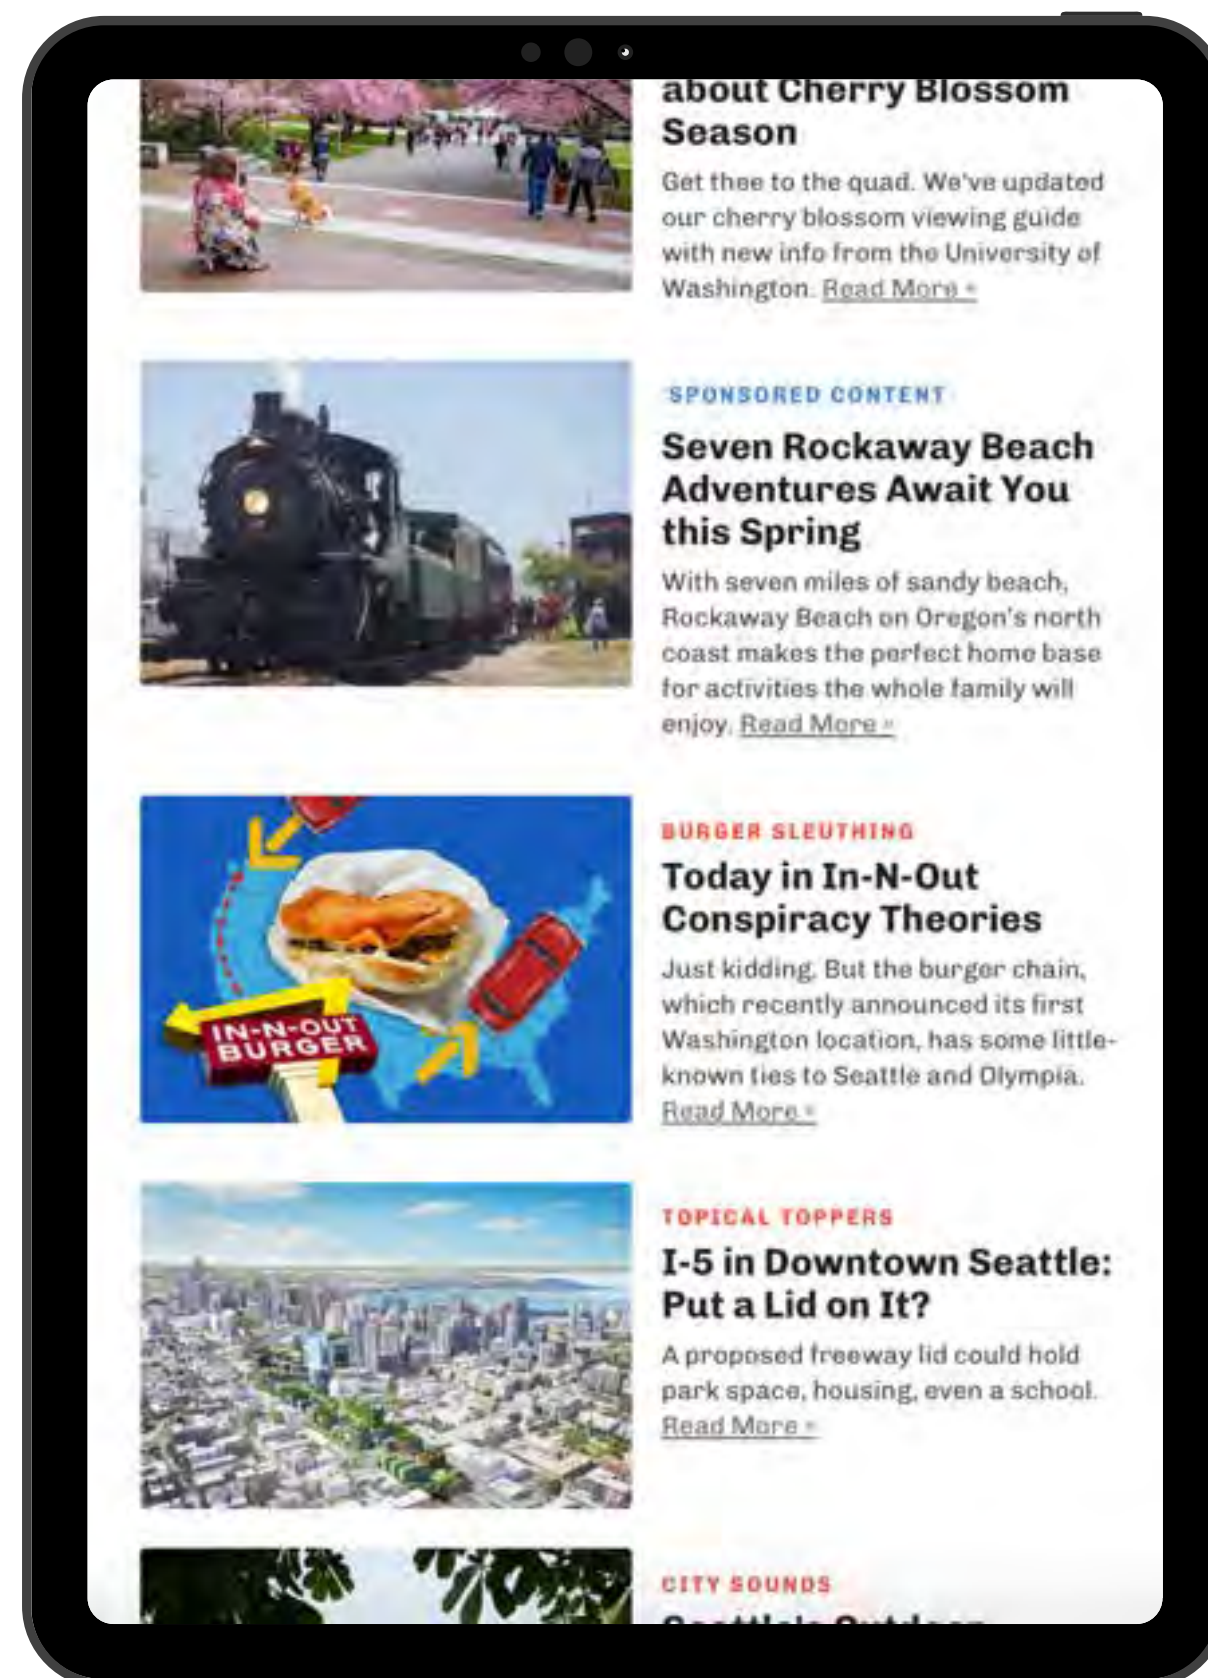 about Cherry Blossom
Season
Get thee to the quad. We've updated
our cherry blossom viewing guide
with new info from the University of
Washington. Read More »
SPONSORED CONTENT
Seven Rockaway Beach
Adventures Await You
this Spring
With seven miles of sandy beach,
Rockaway Beach on Oregon's north
coast makes the perfect home base
for activities the whole family will
enjoy. Read More »
IN-N-OUT
BURGER
BURGER SLEUTHING
Today in In-N-Out
Conspiracy Theories
Just kidding. But the burger chain,
which recently announced its first
Washington location, has some little-
known ties to Seattle and Olympia.
Read More »
TOPICAL TOPPERS
I-5 in Downtown Seattle:
Put a Lid on It?
A proposed freeway lid could hold
park space, housing, even a school.
Read More »
CITY SOUNDS
Seattle's Outdoor